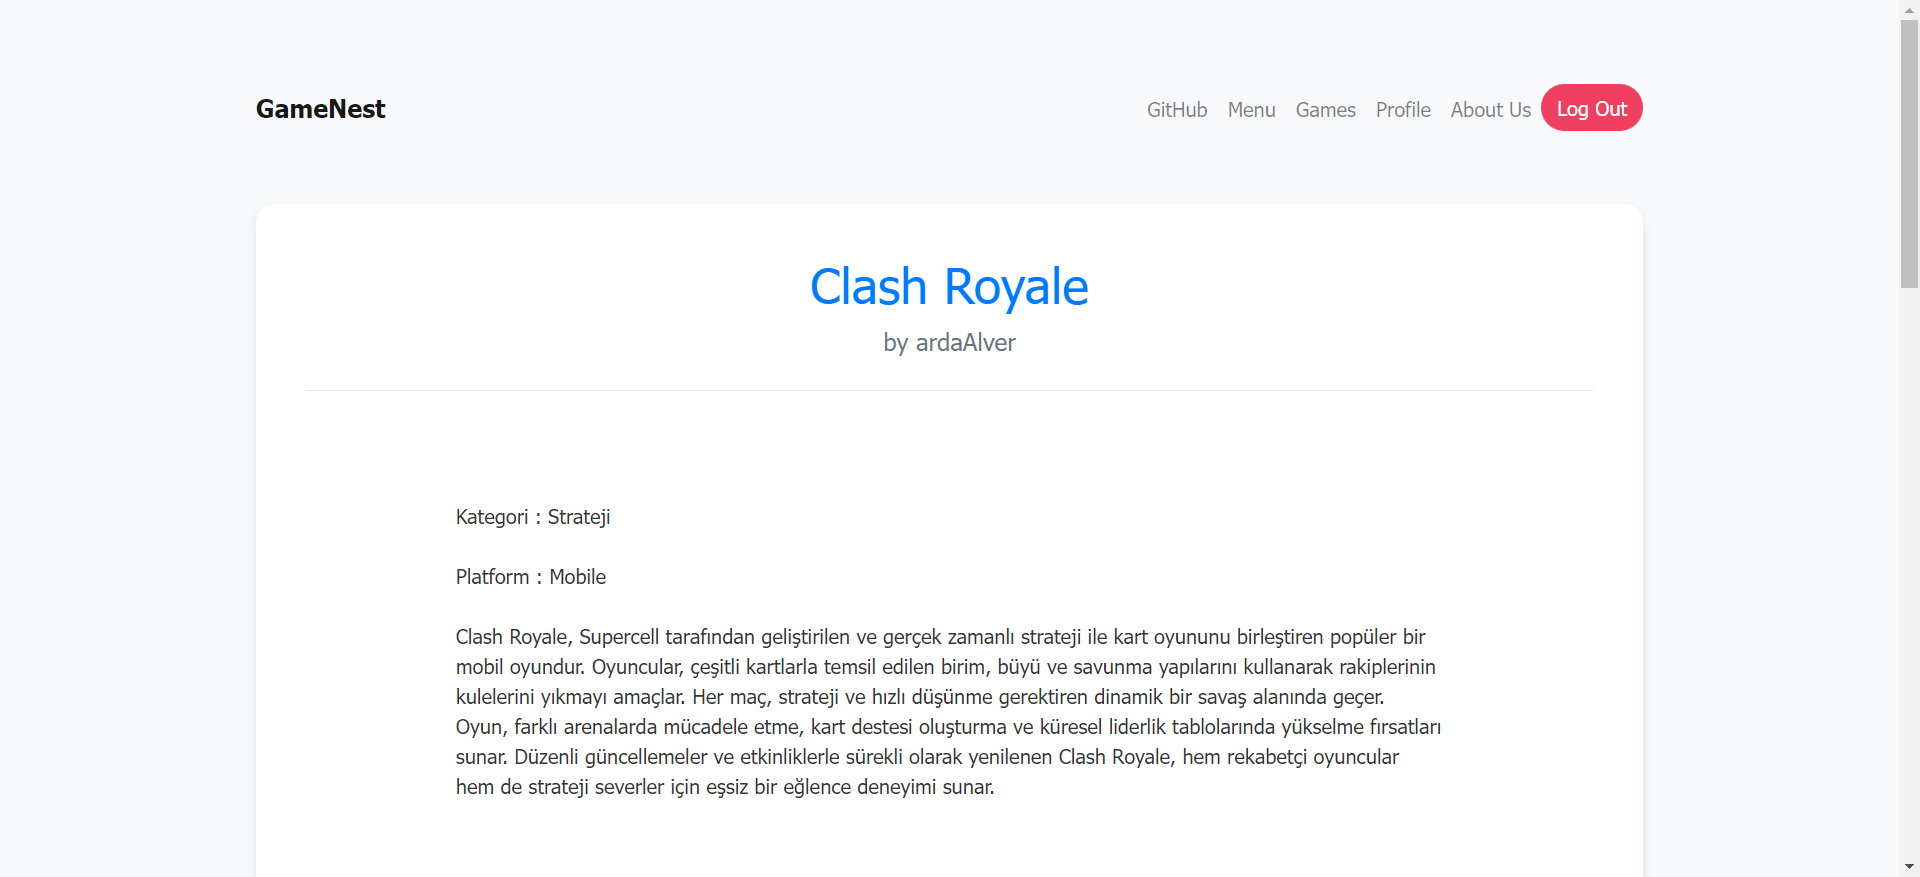 GameNest
GitHub Menu Games Profile About Us Log Out
Clash Royale
by ardaAlver
Kategori : Strateji
Platform : Mobile
Clash Royale, Supercell tarafından geliştirilen ve gerçek zamanlı strateji ile kart oyununu birleştiren popüler bir
mobil oyundur. Oyuncular, çeşitli kartlarla temsil edilen birim, büyü ve savunma yapılarını kullanarak rakiplerinin
kulelerini yıkmayı amaçlar. Her maç, strateji ve hızlı düşünme gerektiren dinamik bir savaş alanında geçer.
Oyun, farklı arenalarda mücadele etme, kart destesi oluşturma ve küresel liderlik tablolarında yükselme fırsatları
sunar. Düzenli güncellemeler ve etkinliklerle sürekli olarak yenilenen Clash Royale, hem rekabetçi oyuncular
hem de strateji severler için eşsiz bir eğlence deneyimi sunar.